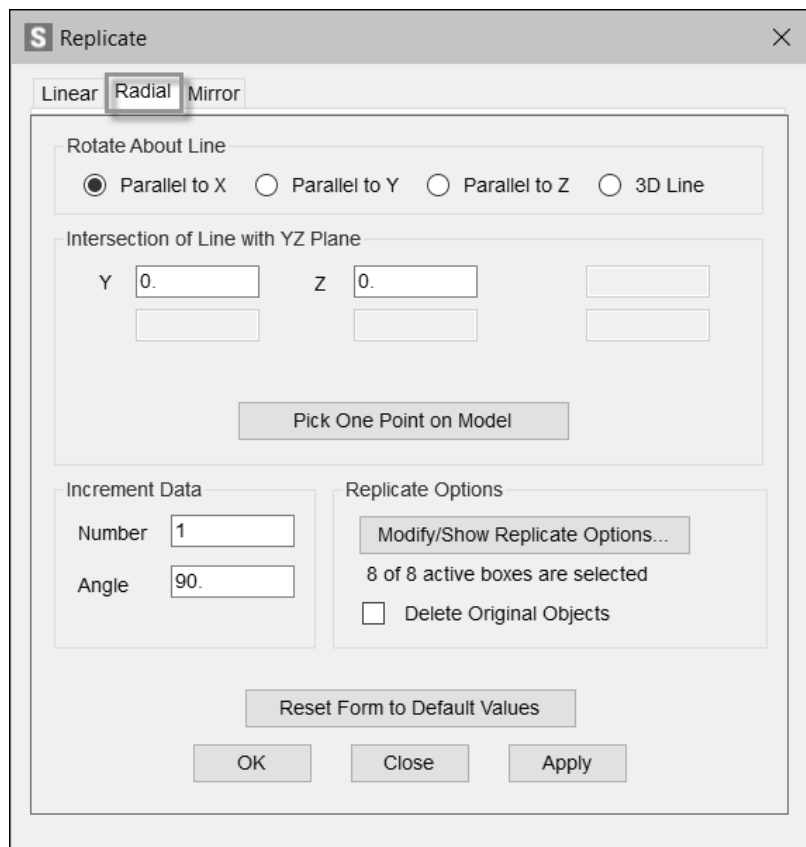 S Replicate
Linear Radial Mirror
Rotate About Line
Parallel to X Parallel to Y Parallel to Z 3D Line
Intersection of Line with YZ Plane
Y 0. Z 0.
Pick One Point on Model
Increment Data
Number 1
Angle 90.
Replicate Options
Modify/Show Replicate Options...
8 of 8 active boxes are selected
Delete Original Objects
Reset Form to Default Values
OK Close Apply